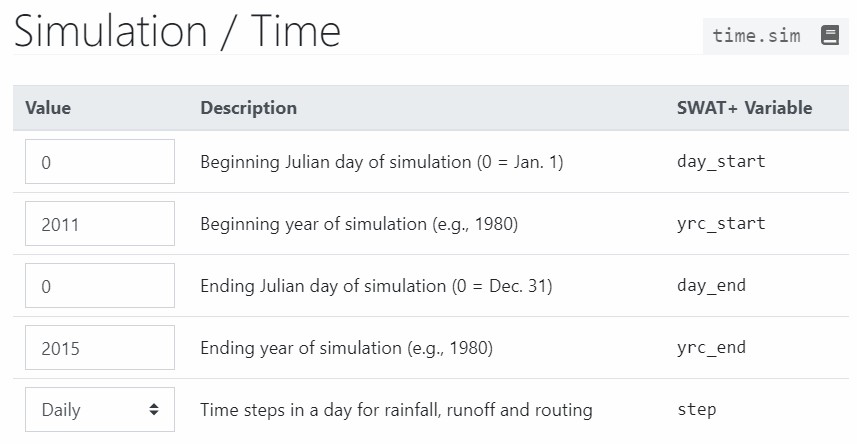 Simulation / Time
time.sim
Value Description SWAT+ Variable
0 Beginning Julian day of simulation (0 = Jan. 1) day_start
2011 Beginning year of simulation (e.g., 1980) yrc_start
0 Ending Julian day of simulation (0 = Dec. 31) day_end
2015 Ending year of simulation (e.g., 1980) yrc_end
Daily Time steps in a day for rainfall, runoff and routing step